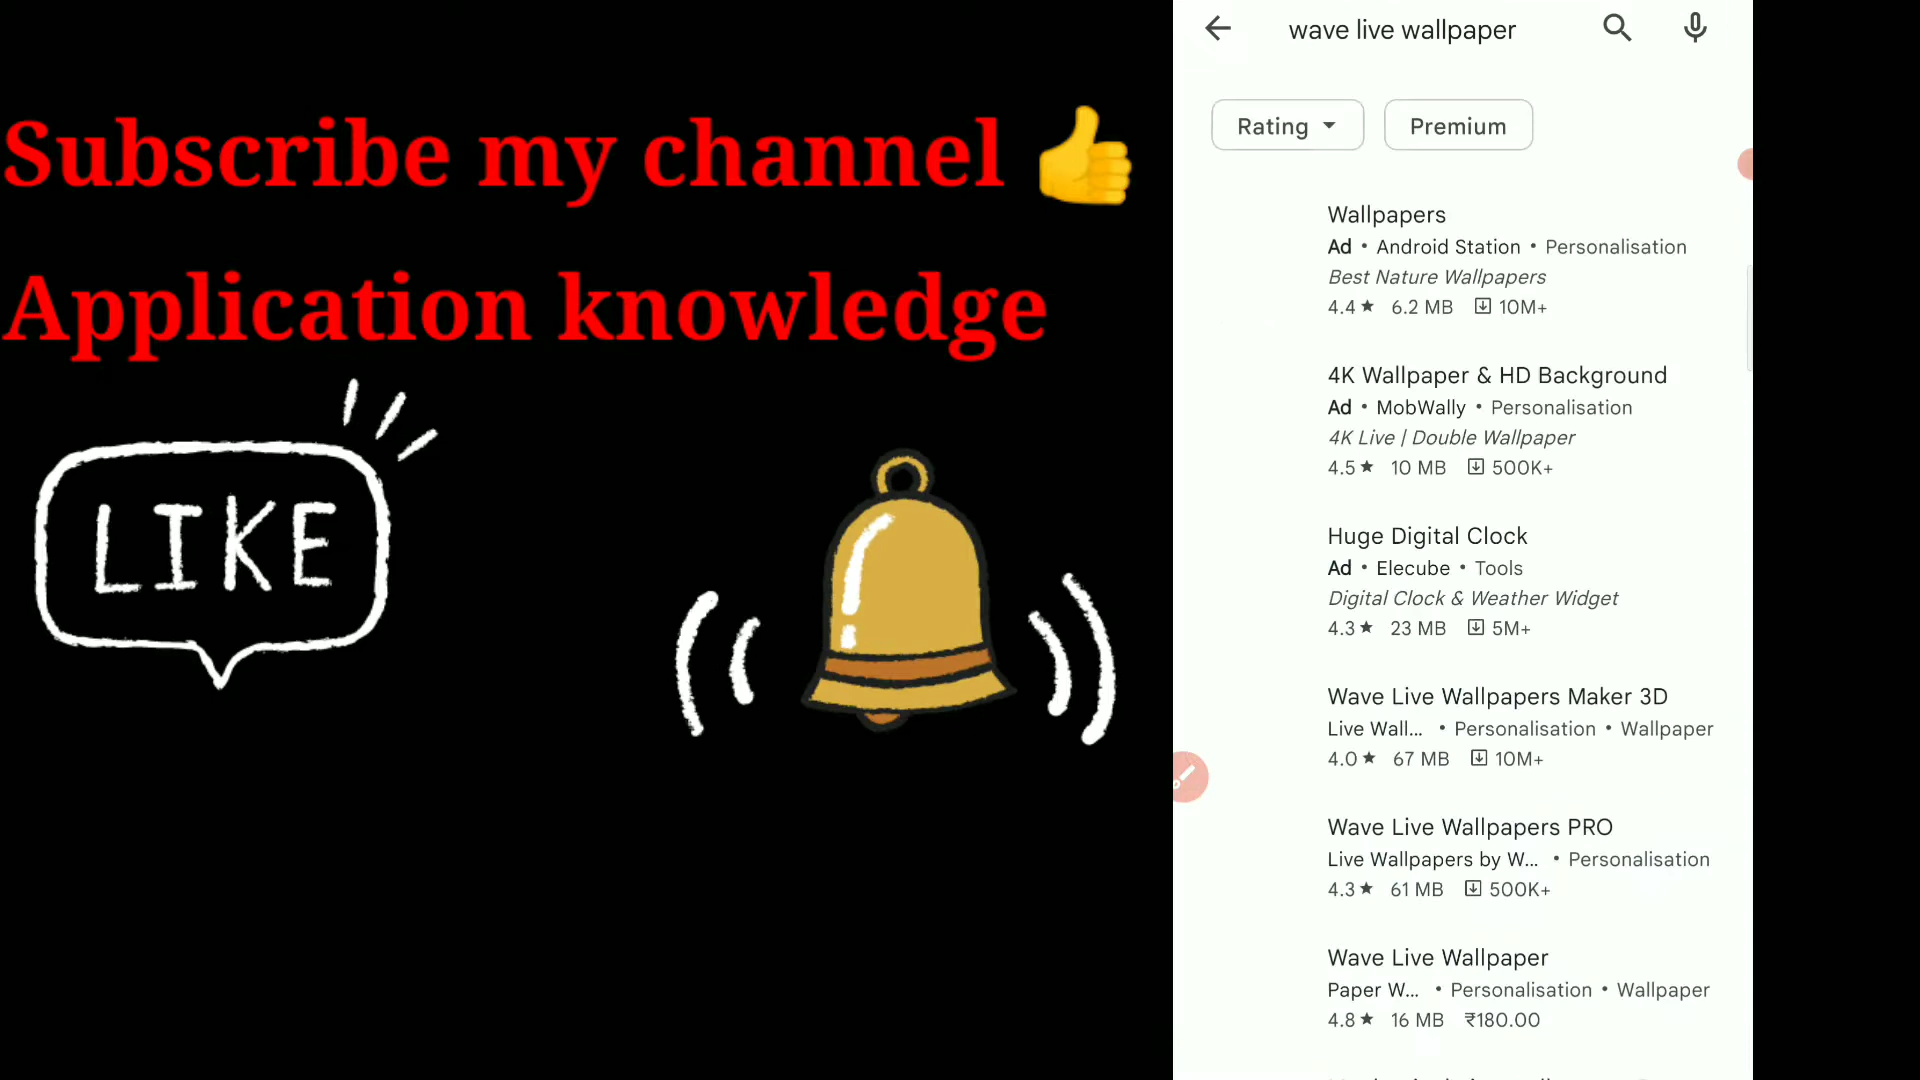 Subscribe my channel 👍
Application knowledge
LIKE
wave live wallpaper
Rating
Premium
Wallpapers
Ad • Android Station • Personalisation
Best Nature Wallpapers
4.4★ 6.2 MB 10M+
4K Wallpaper & HD Background
Ad • MobWally • Personalisation
4K Live | Double Wallpaper
4.5★ 10 MB 500K+
Huge Digital Clock
Ad • Elecube • Tools
Digital Clock & Weather Widget
4.3★ 23 MB 5M+
Wave Live Wallpapers Maker 3D
Live Wall... • Personalisation • Wallpaper
4.0★ 67 MB 10M+
Wave Live Wallpapers PRO
Live Wallpapers by W... • Personalisation
4.3★ 61 MB 500K+
Wave Live Wallpaper
Paper W... • Personalisation • Wallpaper
4.8★ 16 MB ₹180.00